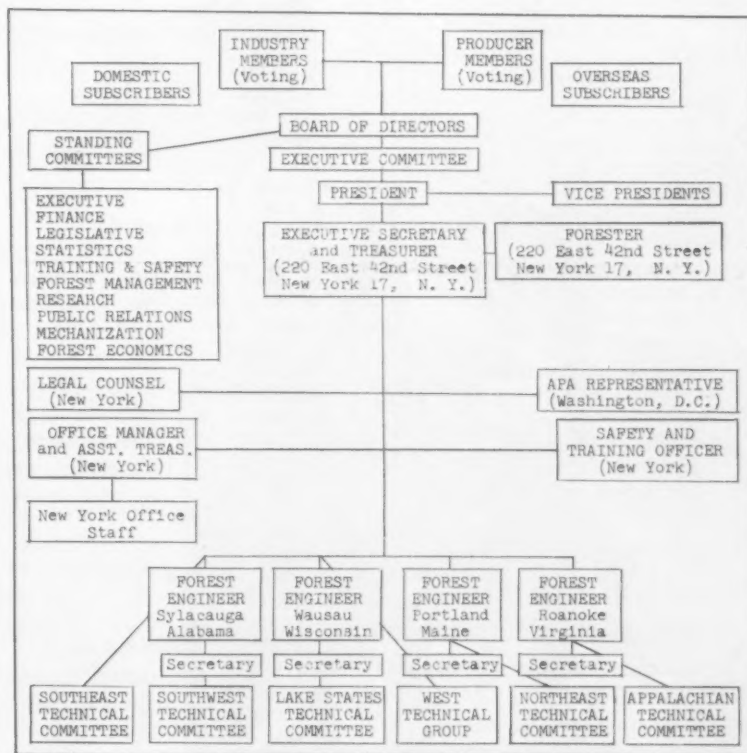 INDUSTRY
MEMBERS
(Voting)
PRODUCER
MEMBERS
(Voting)
DOMESTIC
SUBSCRIBERS
OVERSEAS
SUBSCRIBERS
BOARD OF DIRECTORS
STANDING
COMMITTEES
EXECUTIVE COMMITTEE
PRESIDENT
VICE PRESIDENTS
EXECUTIVE
FINANCE
LEGISLATIVE
STATISTICS
TRAINING & SAFETY
FOREST MANAGEMENT
RESEARCH
PUBLIC RELATIONS
MECHANIZATION
FOREST ECONOMICS
EXECUTIVE SECRETARY
and TREASURER
(220 East 42nd Street
New York 17, N. Y.)
FORESTER
(220 East 42nd Street
New York 17, N. Y.)
LEGAL COUNSEL
(New York)
APA REPRESENTATIVE
(Washington, D.C.)
OFFICE MANAGER
and ASST. TREAS.
(New York)
SAFETY AND
TRAINING OFFICER
(New York)
New York Office
Staff
FOREST
ENGINEER
Sylacauga
Alabama
FOREST
ENGINEER
Wausau
Wisconsin
FOREST
ENGINEER
Portland
Maine
FOREST
ENGINEER
Roanoke
Virginia
Secretary
Secretary
Secretary
Secretary
SOUTHEAST
TECHNICAL
COMMITTEE
SOUTHWEST
TECHNICAL
COMMITTEE
LAKE STATES
TECHNICAL
COMMITTEE
WEST
TECHNICAL
GROUP
NORTHEAST
TECHNICAL
COMMITTEE
APPALACHIAN
TECHNICAL
COMMITTEE